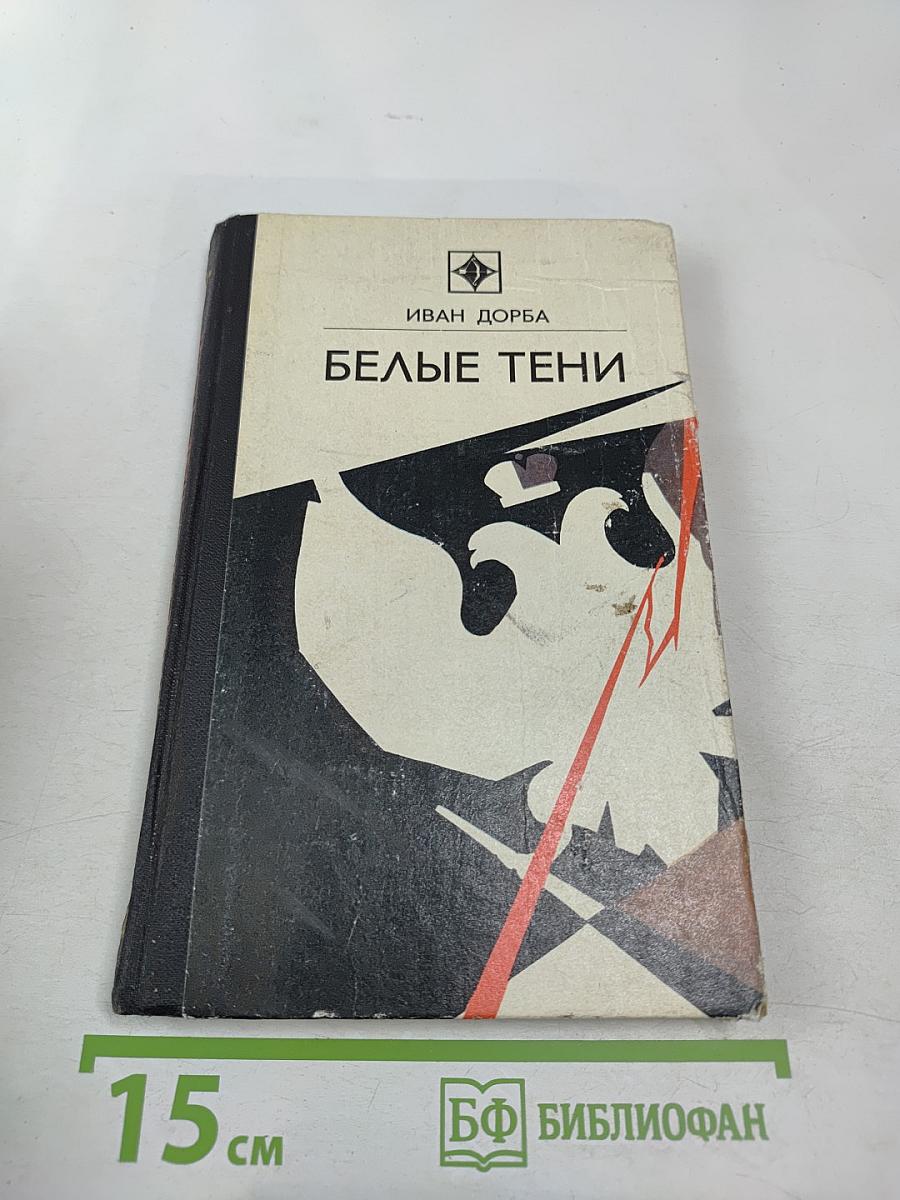 ИВАН ДОРБА
БЕЛЫЕ ТЕНИ
15 см
БФ БИБЛИОФАН